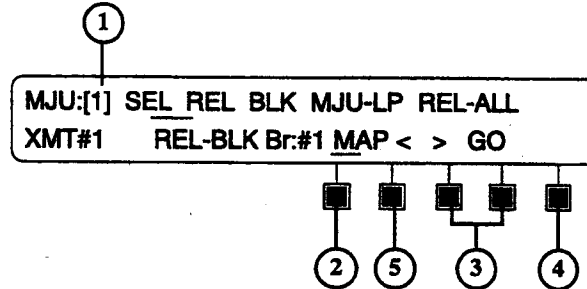 1
MJU:[1] SEL REL BLK MJU-LP REL-ALL
XMT#1 REL-BLK Br:#1 MAP < > GO
2 5 3 4